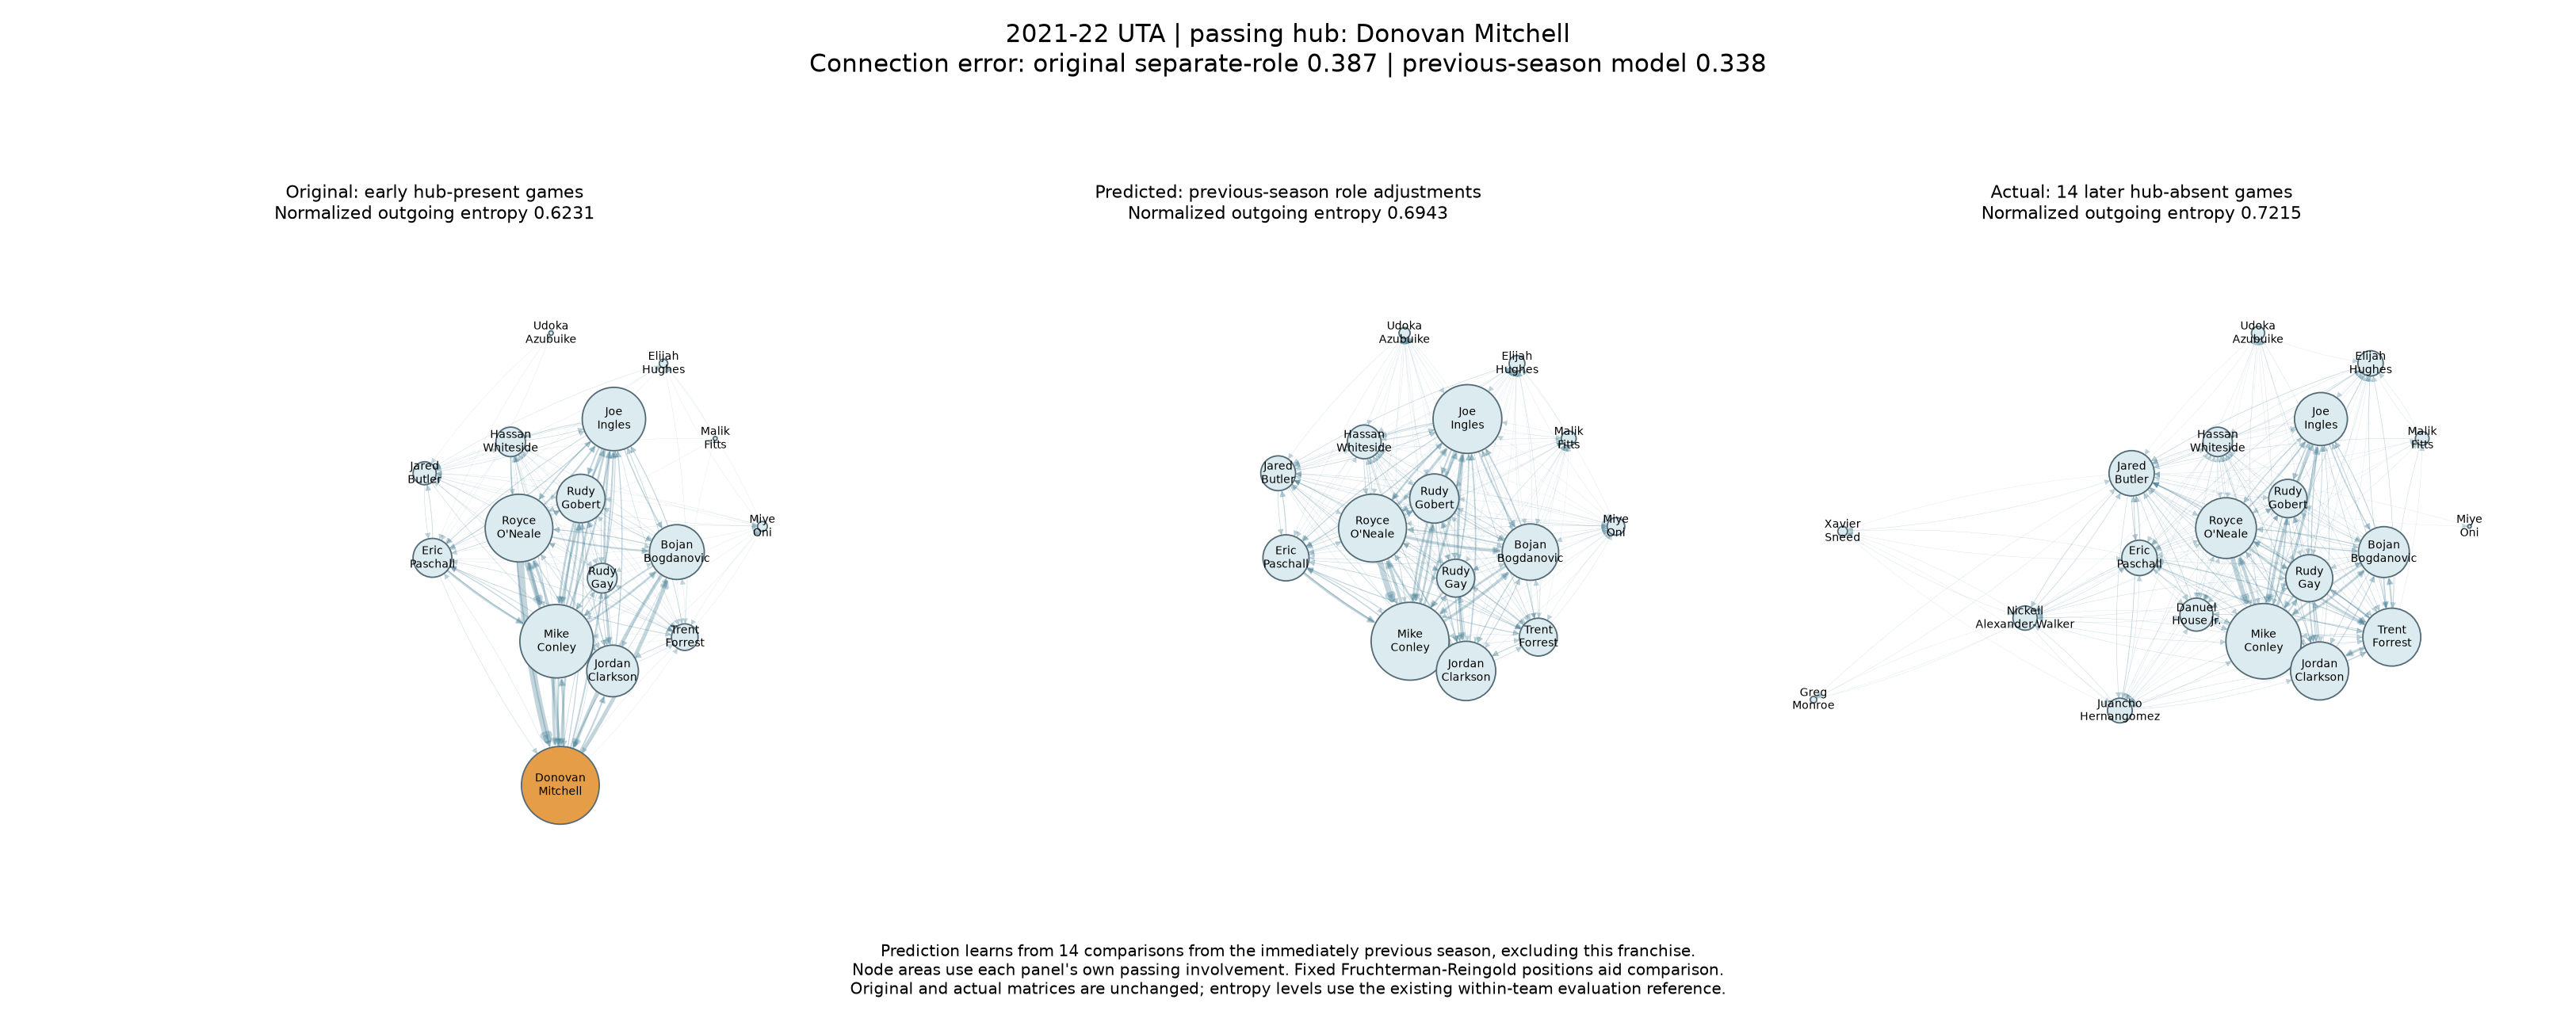 2021-22 UTA | passing hub: Donovan Mitchell
Connection error: original separate-role 0.387 | previous-season model 0.338
Original: early hub-present games
Normalized outgoing entropy 0.6231
Udoka
Azubuike
Elijah
Hughes
Joe
Ingles
Malik
Fitts
Hassan
Whiteside
Jared
Butler
Rudy
Gobert
Royce
O'Neale
Miye
Oni
Eric
Paschall
Bojan
Bogdanovic
Rudy
Gay
Mike
Conley
Trent
Forrest
Jordan
Clarkson
Donovan
Mitchell
Predicted: previous-season role adjustments
Normalized outgoing entropy 0.6943
Udoka
Azubuike
Elijah
Hughes
Joe
Ingles
Malik
Fitts
Hassan
Whiteside
Jared
Butler
Rudy
Gobert
Royce
O'Neale
Miye
Oni
Eric
Paschall
Bojan
Bogdanovic
Rudy
Gay
Mike
Conley
Trent
Forrest
Jordan
Clarkson
Actual: 14 later hub-absent games
Normalized outgoing entropy 0.7215
Udoka
Azubuike
Elijah
Hughes
Joe
Ingles
Malik
Fitts
Hassan
Whiteside
Jared
Butler
Rudy
Gobert
Royce
O'Neale
Xavier
Sneed
Miye
Oni
Eric
Paschall
Bojan
Bogdanovic
Rudy
Gay
Nickeil
Alexander-Walker
Danuel
House Jr.
Mike
Conley
Trent
Forrest
Jordan
Clarkson
Greg
Monroe
Juancho
Hernangomez
Prediction learns from 14 comparisons from the immediately previous season, excluding this franchise.
Node areas use each panel's own passing involvement. Fixed Fruchterman-Reingold positions aid comparison.
Original and actual matrices are unchanged; entropy levels use the existing within-team evaluation reference.